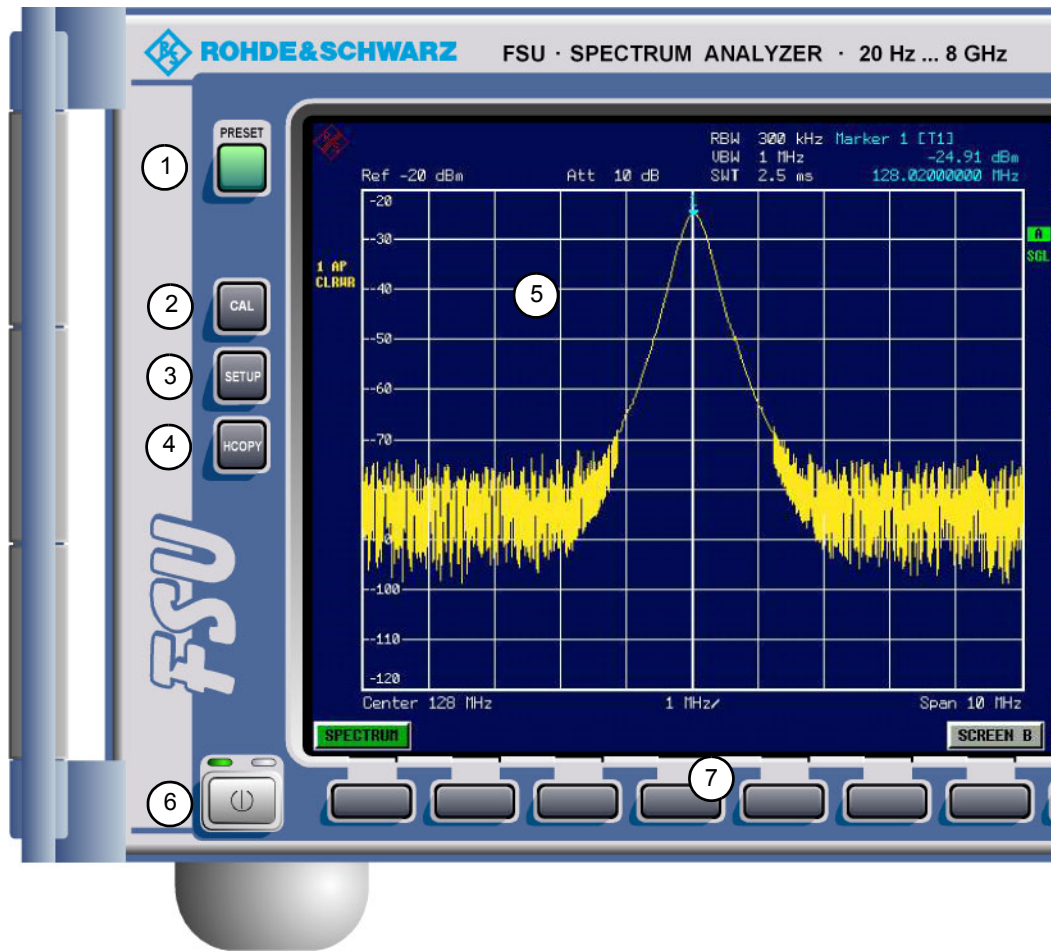 ROHDE&SCHWARZ FSU · SPECTRUM ANALYZER · 20 Hz ... 8 GHz
PRESET
1
RBW 300 kHz Marker 1 [T1]
VBW 1 MHz -24.91 dBm
Ref -20 dBm Att 10 dB SWT 2.5 ms 128.02000000 MHz
-20
-30
A
SGL
1 AP
CLRWR
-40
5
2
CAL
-50
3
SETUP
-60
4
HCOPY
-70
-100
FSU
-110
-120
Center 128 MHz 1 MHz/ Span 10 MHz
SPECTRUM
SCREEN B
6
7